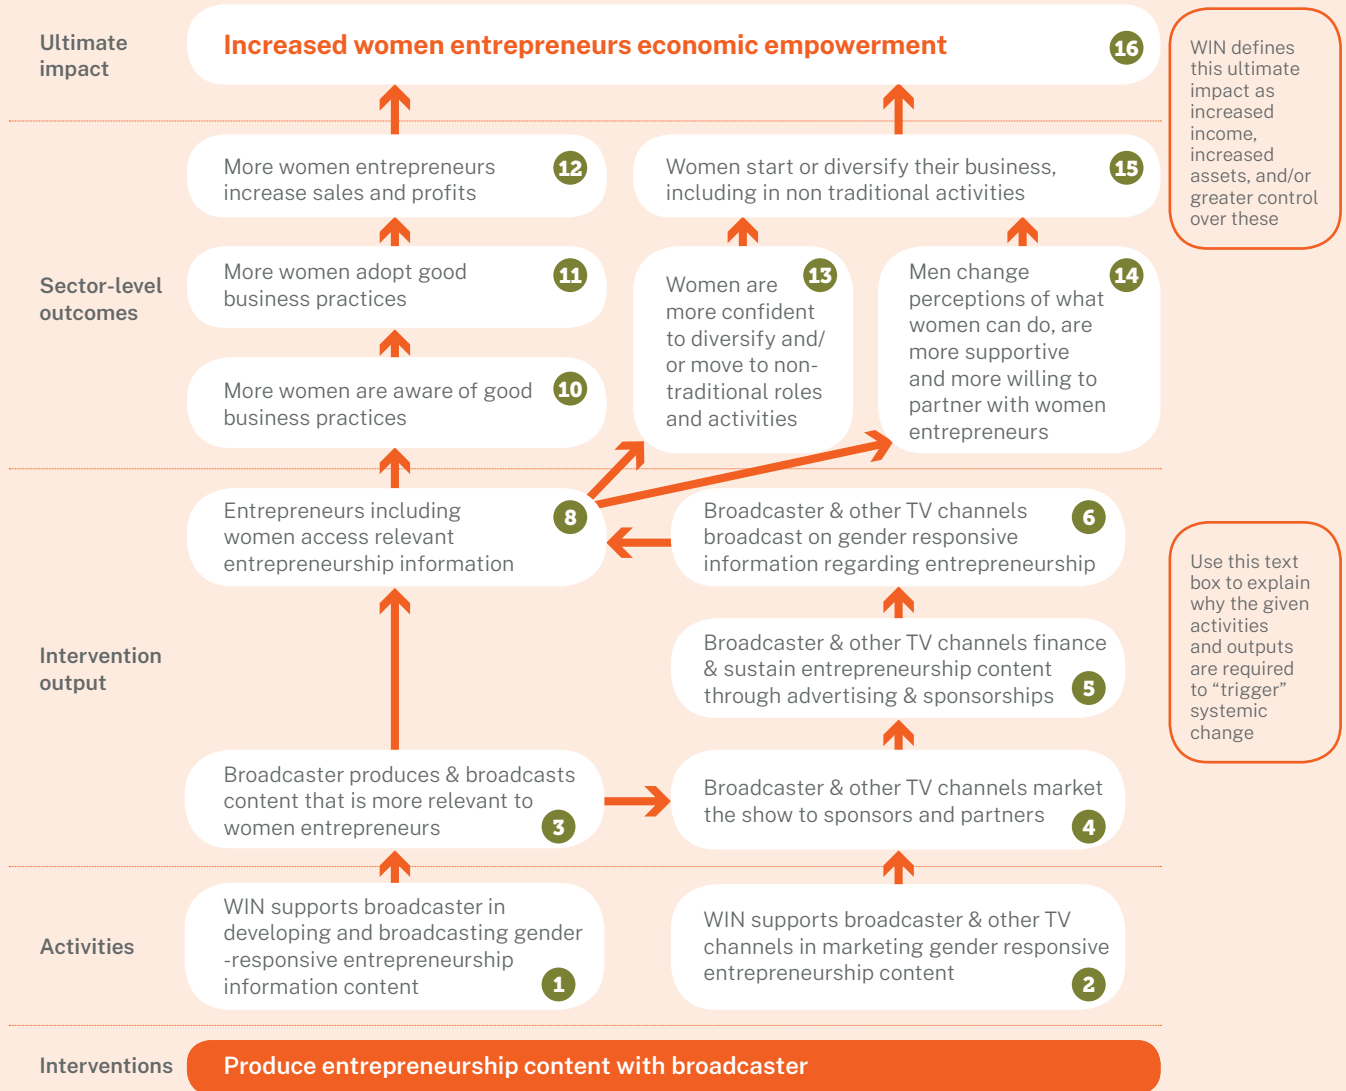 Ultimate
impact
Increased women entrepreneurs economic empowerment
16
WIN defines
this ultimate
impact as
increased
income,
increased
assets, and/or
greater control
over these
Sector-level
outcomes
More women entrepreneurs
increase sales and profits
12
Women start or diversify their business,
including in non traditional activities
15
More women adopt good
business practices
11
Women are
more confident
to diversify and/
or move to non-
traditional roles
and activities
13
Men change
perceptions of what
women can do, are
more supportive
and more willing to
partner with women
entrepreneurs
14
More women are aware of good
business practices
10
Intervention
output
Entrepreneurs including
women access relevant
entrepreneurship information
8
Broadcaster & other TV channels
broadcast on gender responsive
information regarding entrepreneurship
6
Use this text
box to explain
why the given
activities
and outputs
are required
to “trigger”
systemic
change
Broadcaster & other TV channels finance
& sustain entrepreneurship content
through advertising & sponsorships
5
Broadcaster produces & broadcasts
content that is more relevant to
women entrepreneurs
3
Broadcaster & other TV channels market
the show to sponsors and partners
4
Activities
WIN supports broadcaster in
developing and broadcasting gender
-responsive entrepreneurship
information content
1
WIN supports broadcaster & other TV
channels in marketing gender responsive
entrepreneurship content
2
Interventions
Produce entrepreneurship content with broadcaster